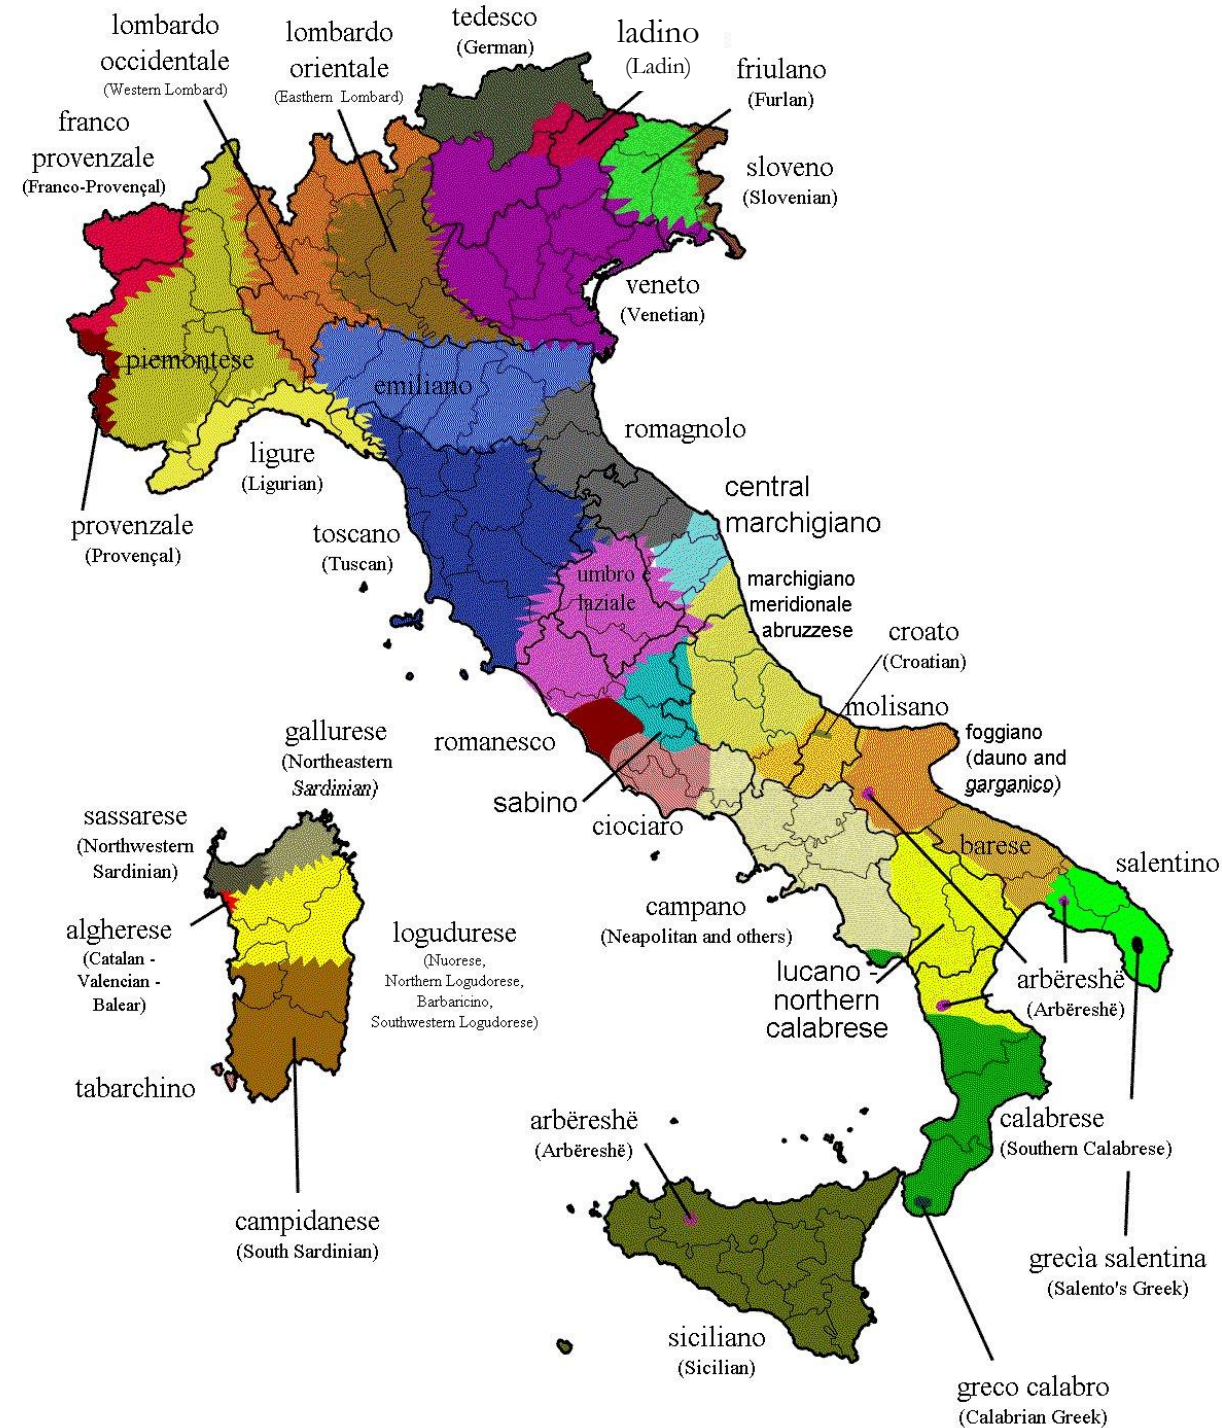 lombardo
occidentale
(Western Lombard)
lombardo
orientale
(Easthern Lombard)
tedesco
(German)
ladino
(Ladin)
friulano
(Furlan)
franco
provenzale
(Franco-Provençal)
sloveno
(Slovenian)
veneto
(Venetian)
piemontese
emiliano
romagnolo
ligure
(Ligurian)
provenzale
(Provençal)
toscano
(Tuscan)
central
marchigiano
umbro e
laziale
marchigiano
meridionale
- abruzzese
croato
(Croatian)
molisano
foggiano
(dauno and
garganico)
romanesco
sabino
ciociaro
gallurese
(Northeastern
Sardinian)
sassarese
(Northwestern
Sardinian)
algherese
(Catalan -
Valencian -
Balear)
logudurese
(Nuorese,
Northern Logudorese,
Barbaricino,
Southwestern Logudorese)
barese
salentino
campano
(Neapolitan and others)
lucano -
northern
calabrese
arbëreshë
(Arbëreshë)
tabarchino
campidanese
(South Sardinian)
arbëreshë
(Arbëreshë)
calabrese
(Southern Calabrese)
grecìa salentina
(Salento's Greek)
siciliano
(Sicilian)
greco calabro
(Calabrian Greek)